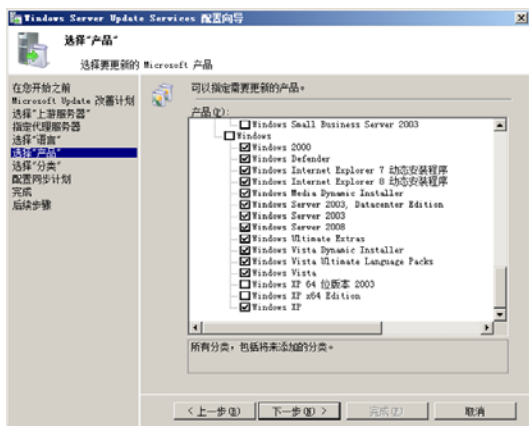 Windows Server Update Services 配置向导
选择“产品”
选择要更新的 Microsoft 产品
在您开始之前
Microsoft Update 改善计划
选择“上游服务器”
指定代理服务器
选择“语言”
选择“产品”
选择“分类”
配置同步计划
完成
后续步骤
可以指定需要更新的产品。
产品(P):
Windows Small Business Server 2003
Windows
Windows 2000
Windows Defender
Windows Internet Explorer 7 动态安装程序
Windows Internet Explorer 8 动态安装程序
Windows Media Dynamic Installer
Windows Server 2003, Datacenter Edition
Windows Server 2003
Windows Server 2008
Windows Ultimate Extras
Windows Vista Dynamic Installer
Windows Vista Ultimate Language Packs
Windows Vista
Windows XP 64 位版本 2003
Windows XP x64 Edition
Windows XP
所有分类，包括将来添加的分类。
< 上一步(B)
下一步(N) >
完成(F)
取消